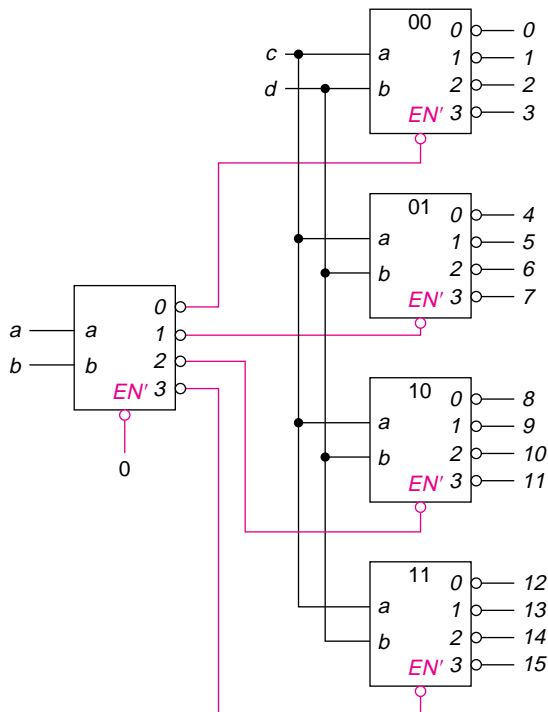 00
0 0
c a 1 1
d b 2 2
EN' 3 3
01
0 4
a 1 5
b 2 6
EN' 3 7
0
a a 1
b b 2
EN' 3
0
10
0 8
a 1 9
b 2 10
EN' 3 11
11
0 12
a 1 13
b 2 14
EN' 3 15